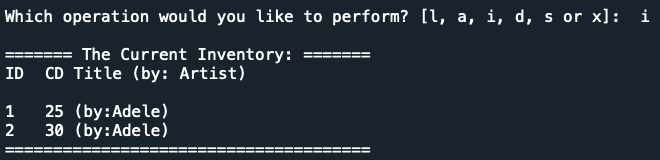 Which operation would you like to perform? [l, a, i, d, s or x]:  i
======= The Current Inventory: =======
ID  CD Title (by: Artist)
1   25 (by:Adele)
2   30 (by:Adele)
======================================